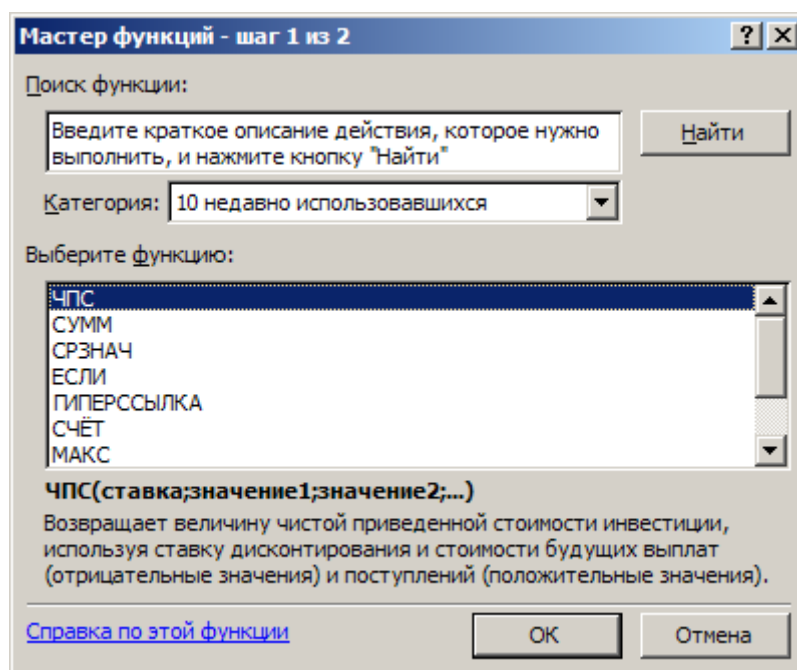 Мастер функций - шаг 1 из 2
Поиск функции:
Введите краткое описание действия, которое нужно
выполнить, и нажмите кнопку "Найти"
Найти
Категория: 10 недавно использовавшихся
Выберите функцию:
ЧПС
СУММ
СРЗНАЧ
ЕСЛИ
ГИПЕРССЫЛКА
СЧЁТ
МАКС
ЧПС(ставка;значение1;значение2;...)
Возвращает величину чистой приведенной стоимости инвестиции,
используя ставку дисконтирования и стоимости будущих выплат
(отрицательные значения) и поступлений (положительные значения).
Справка по этой функции
ОК
Отмена